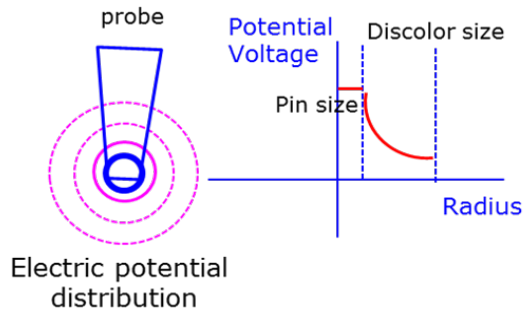 probe
Potential
Voltage
Discolor size
Pin size
Radius
Electric potential
distribution